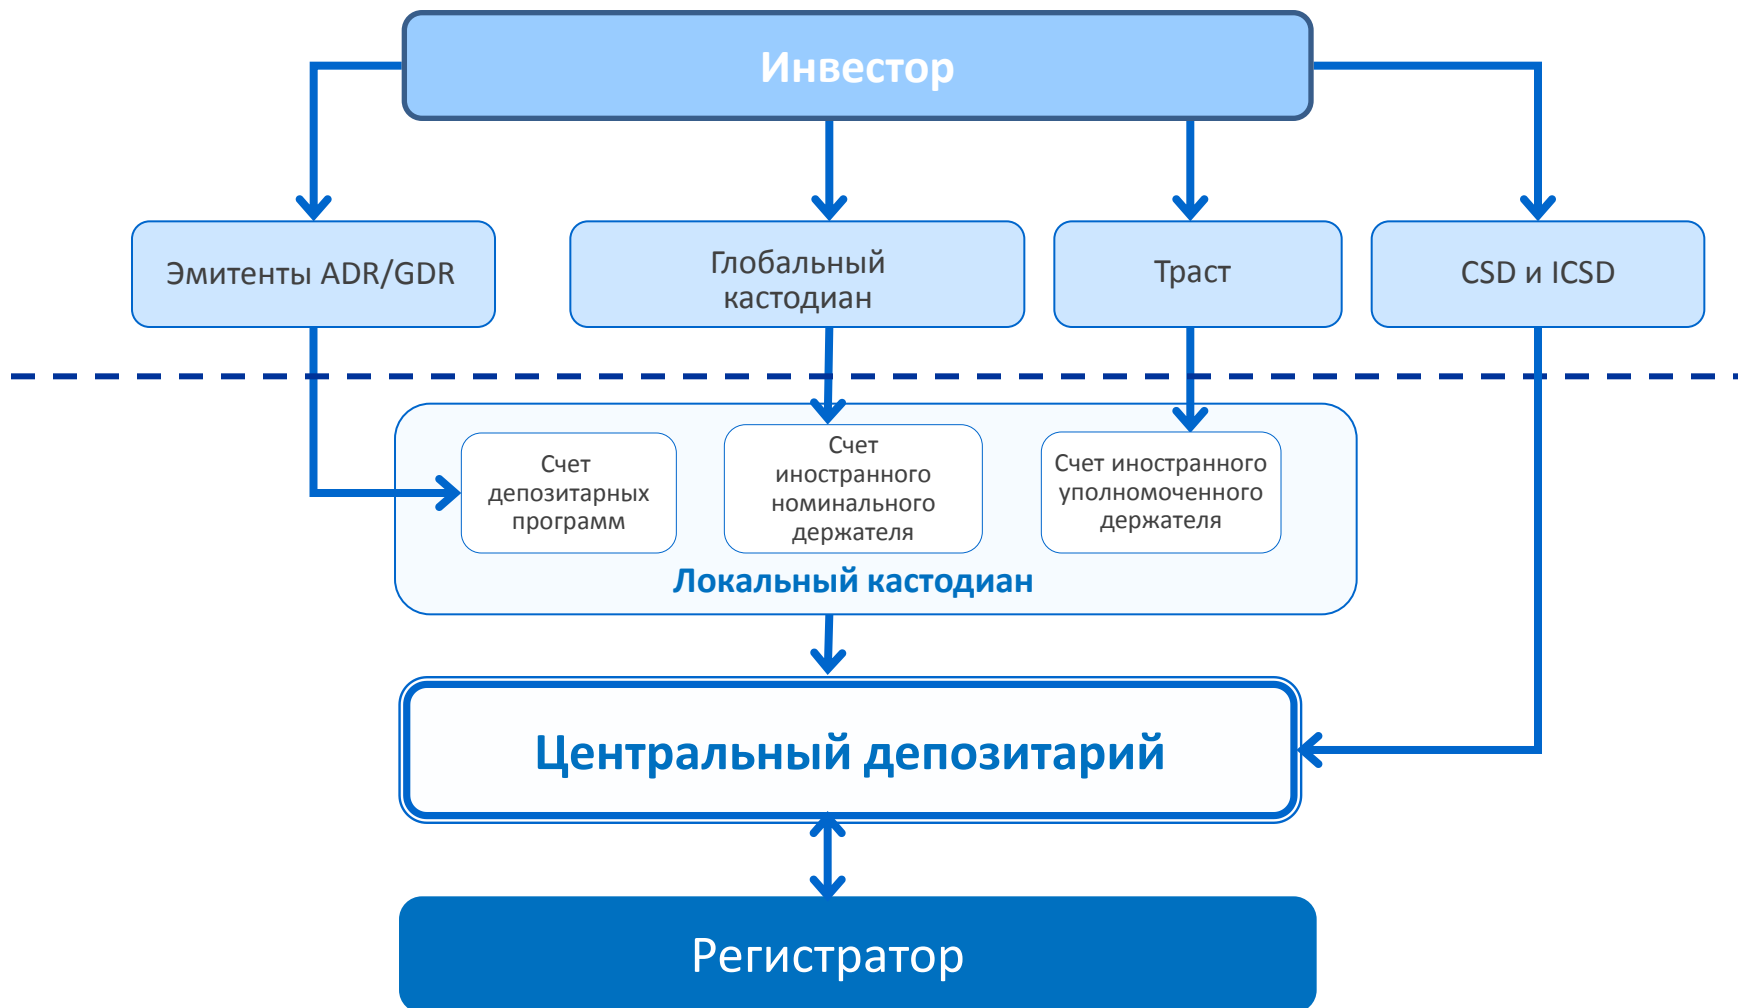 Инвестор
Эмитенты ADR/GDR
Глобальный
кастодиан
Траст
CSD и ICSD
Счет
депозитарных
программ
Счет
иностранного
номинального
держателя
Счет иностранного
уполномоченного
держателя
Локальный кастодиан
Центральный депозитарий
Регистратор